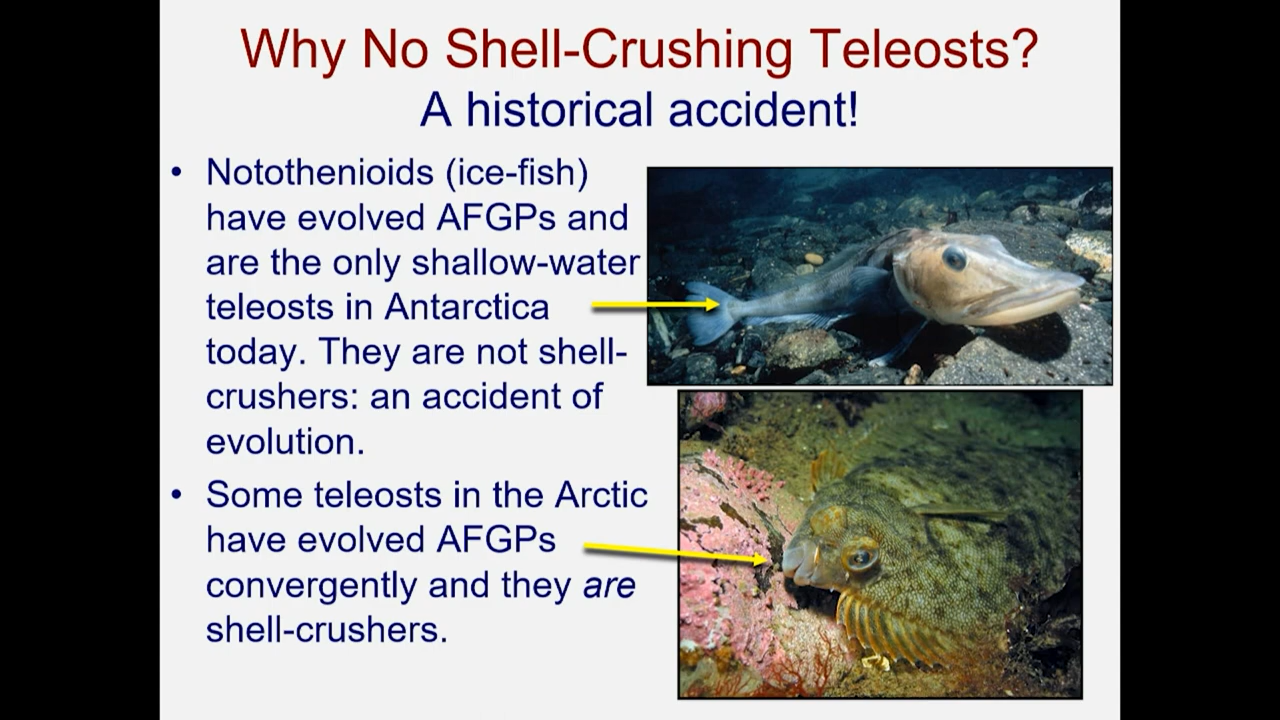 Why No Shell-Crushing Teleosts?
A historical accident!
• Notothenioids (ice-fish)
have evolved AFGPs and
are the only shallow-water
teleosts in Antarctica
today. They are not shell-
crushers: an accident of
evolution.
• Some teleosts in the Arctic
have evolved AFGPs
convergently and they are
shell-crushers.